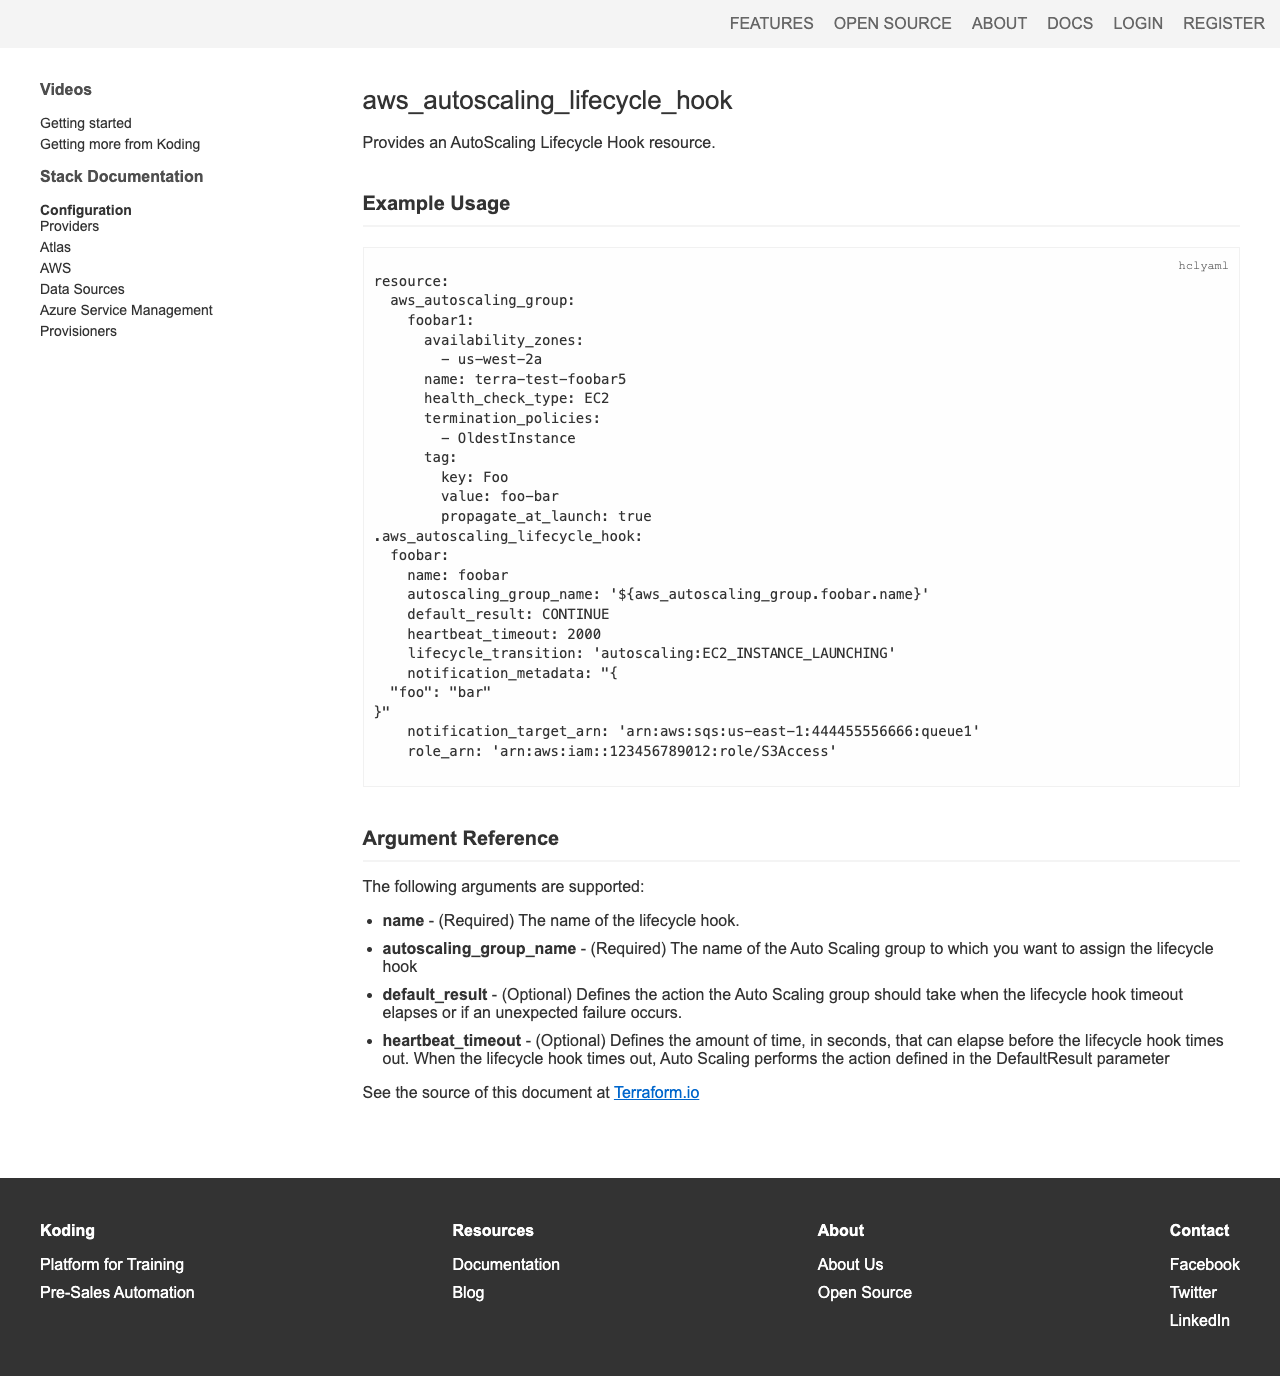 FEATURES OPEN SOURCE ABOUT DOCS LOGIN REGISTER
Videos
Getting started
Getting more from Koding
Stack Documentation
Configuration
Providers
Atlas
AWS
Data Sources
Azure Service Management
Provisioners
aws_autoscaling_lifecycle_hook
Provides an AutoScaling Lifecycle Hook resource.
Example Usage
hclyaml
resource:
  aws_autoscaling_group:
    foobar1:
      availability_zones:
        - us-west-2a
      name: terra-test-foobar5
      health_check_type: EC2
      termination_policies:
        - OldestInstance
      tag:
        key: Foo
        value: foo-bar
        propagate_at_launch: true
.aws_autoscaling_lifecycle_hook:
  foobar:
    name: foobar
    autoscaling_group_name: '${aws_autoscaling_group.foobar.name}'
    default_result: CONTINUE
    heartbeat_timeout: 2000
    lifecycle_transition: 'autoscaling:EC2_INSTANCE_LAUNCHING'
    notification_metadata: "{
  "foo": "bar"
}"
    notification_target_arn: 'arn:aws:sqs:us-east-1:444455556666:queue1'
    role_arn: 'arn:aws:iam::123456789012:role/S3Access'
Argument Reference
The following arguments are supported:
• name - (Required) The name of the lifecycle hook.
• autoscaling_group_name - (Required) The name of the Auto Scaling group to which you want to assign the lifecycle
hook
• default_result - (Optional) Defines the action the Auto Scaling group should take when the lifecycle hook timeout
elapses or if an unexpected failure occurs.
• heartbeat_timeout - (Optional) Defines the amount of time, in seconds, that can elapse before the lifecycle hook times
out. When the lifecycle hook times out, Auto Scaling performs the action defined in the DefaultResult parameter
See the source of this document at Terraform.io
Koding
Platform for Training
Pre-Sales Automation
Resources
Documentation
Blog
About
About Us
Open Source
Contact
Facebook
Twitter
LinkedIn